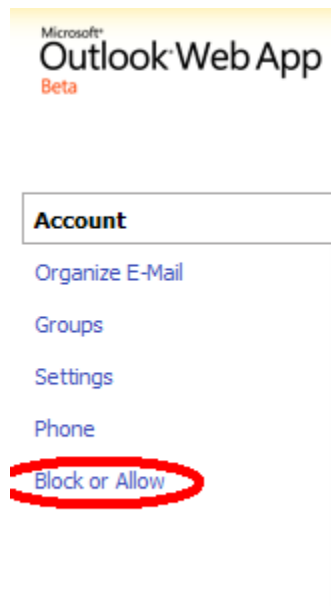 Microsoft®
Outlook Web App
Beta
Account
Organize E-Mail
Groups
Settings
Phone
Block or Allow